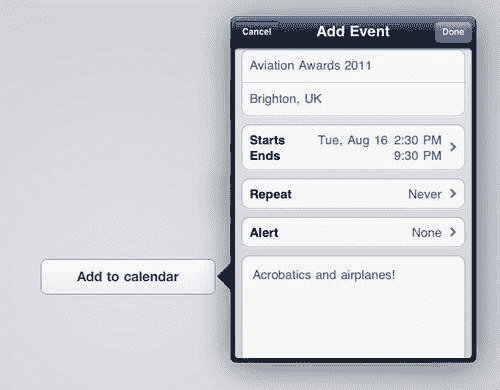 Cancel Add Event Done
Aviation Awards 2011
Brighton, UK
Starts Tue, Aug 16 2:30 PM
Ends 9:30 PM
Repeat Never
Alert None
Add to calendar
Acrobatics and airplanes!